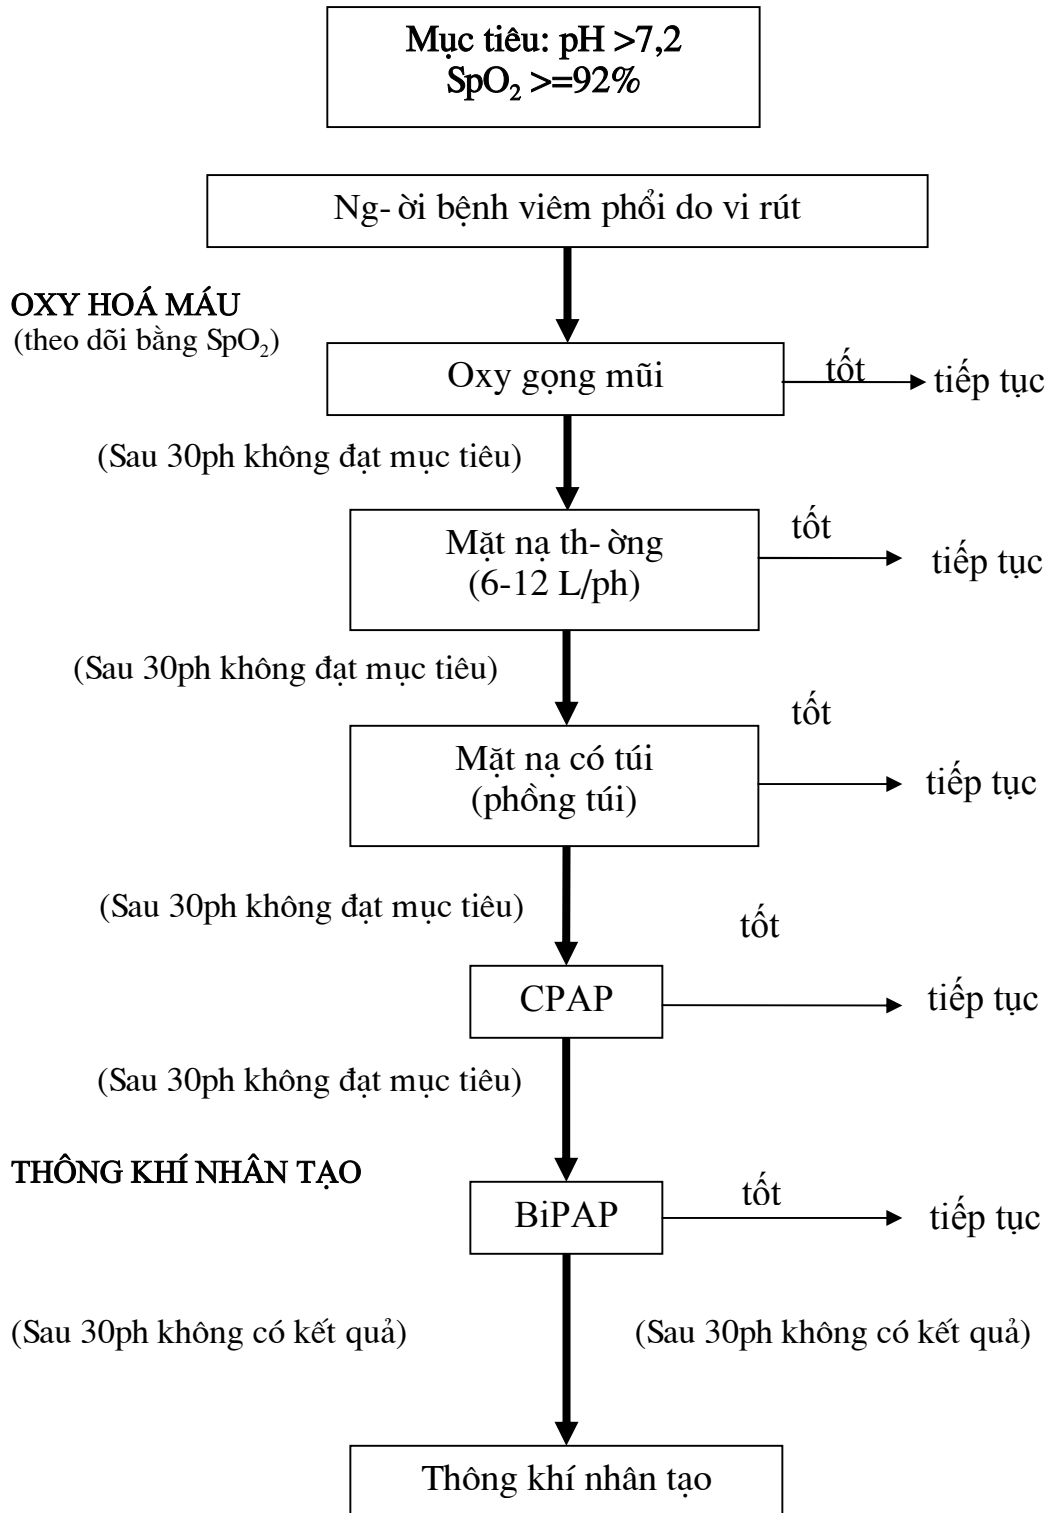 Mục tiêu: pH >7,2
SpO₂ >=92%
Ng- ời bệnh viêm phổi do vi rút
OXY HOÁ MÁU
(theo dõi bằng SpO₂)
Oxy gọng mũi
tốt
tiếp tục
(Sau 30ph không đạt mục tiêu)
Mặt nạ th- ờng
(6-12 L/ph)
tốt
tiếp tục
(Sau 30ph không đạt mục tiêu)
Mặt nạ có túi
(phồng túi)
tốt
tiếp tục
(Sau 30ph không đạt mục tiêu)
CPAP
tốt
tiếp tục
(Sau 30ph không đạt mục tiêu)
THÔNG KHÍ NHÂN TẠO
BiPAP
tốt
tiếp tục
(Sau 30ph không có kết quả)
(Sau 30ph không có kết quả)
Thông khí nhân tạo